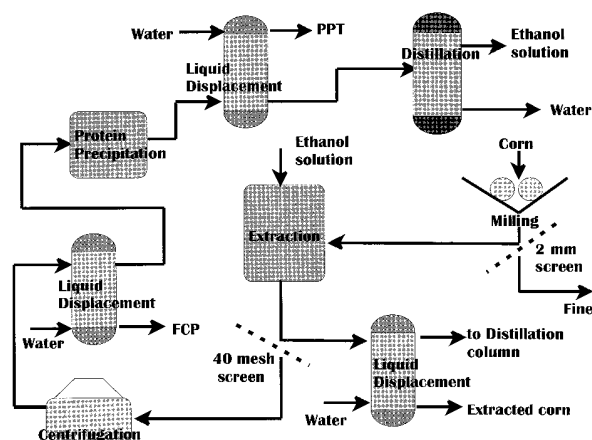 Water
PPT
Liquid
Displacement
Distillation
Ethanol
solution
Water
Protein
Precipitation
Ethanol
solution
Corn
Milling
2 mm
screen
Fine
Extraction
Liquid
Displacement
Water
FCP
40 mesh
screen
Liquid
Displacement
to Distillation
column
Water
Extracted corn
Centrifugation